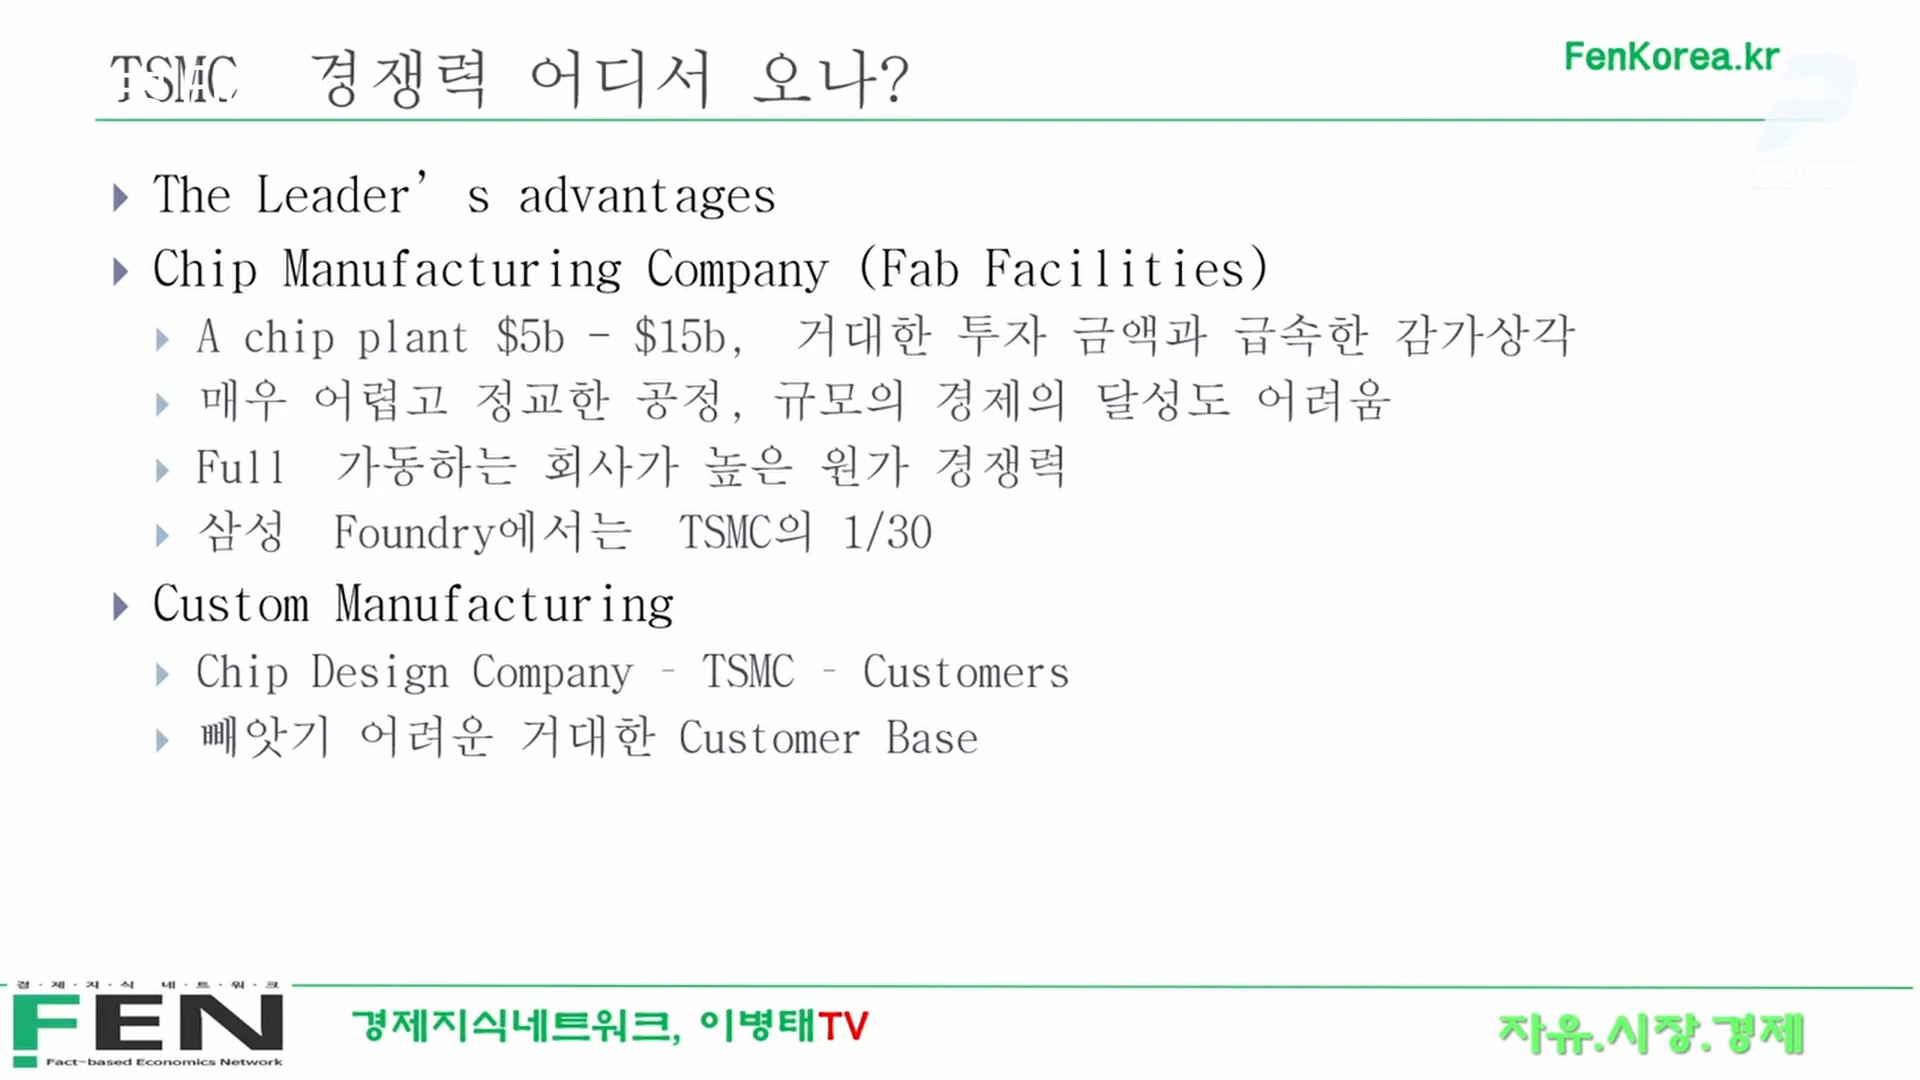 TSMC 경쟁력 어디서 오나?
FenKorea.kr
The Leader’s advantages
Chip Manufacturing Company (Fab Facilities)
A chip plant $5b - $15b, 거대한 투자 금액과 급속한 감가상각
매우 어렵고 정교한 공정, 규모의 경제의 달성도 어려움
Full 가동하는 회사가 높은 원가 경쟁력
삼성 Foundry에서는 TSMC의 1/30
Custom Manufacturing
Chip Design Company - TSMC - Customers
빼앗기 어려운 거대한 Customer Base
경·제·지·식 네·트·워·크
FEN
Fact-based Economics Network
경제지식네트워크, 이병태TV
자유.시장.경제